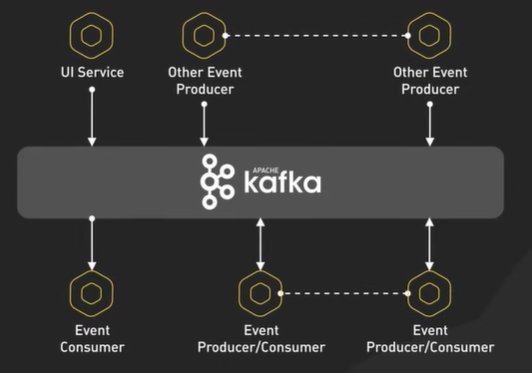 UI Service
Other Event
Producer
Other Event
Producer
APACHE
kafka
Event
Consumer
Event
Producer/Consumer
Event
Producer/Consumer